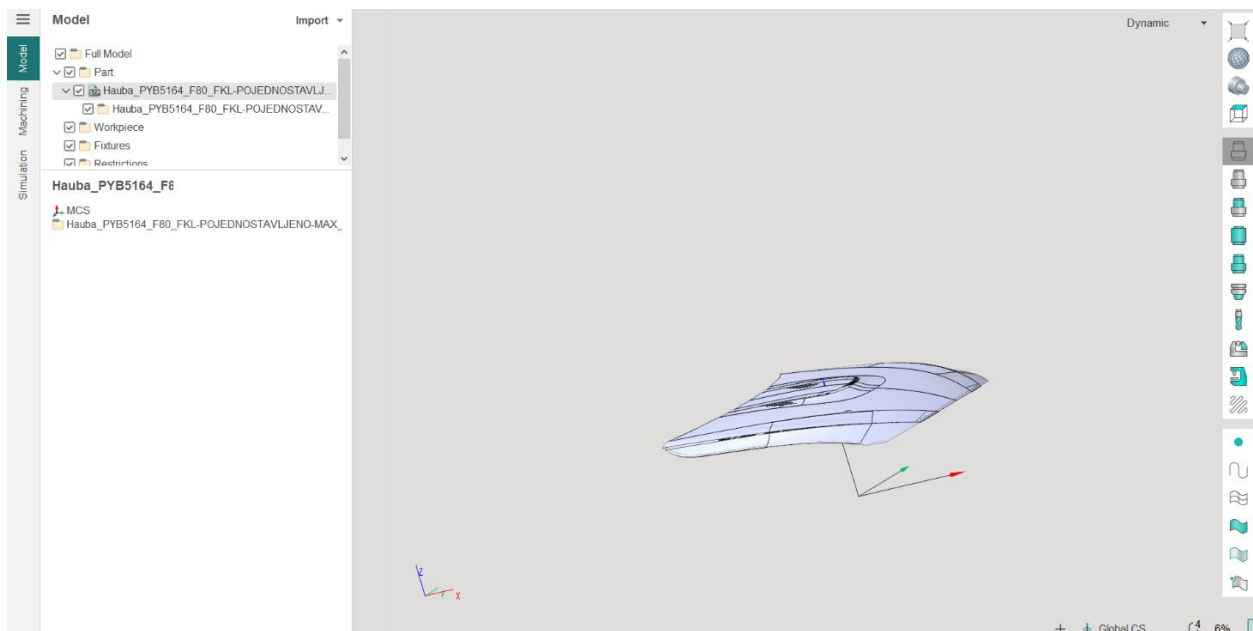 Model
Import
Dynamic
Model
Machining
Simulation
Full Model
Part
Hauba_PYB5164_F80_FKL-POJEDNOSTAVLJ...
Hauba_PYB5164_F80_FKL-POJEDNOSTAV...
Workpiece
Fixtures
Restrictions
Hauba_PYB5164_F8
MCS
Hauba_PYB5164_F80_FKL-POJEDNOSTAVLJENO-MAX_
Z
Y
X
Global CS
4
6%